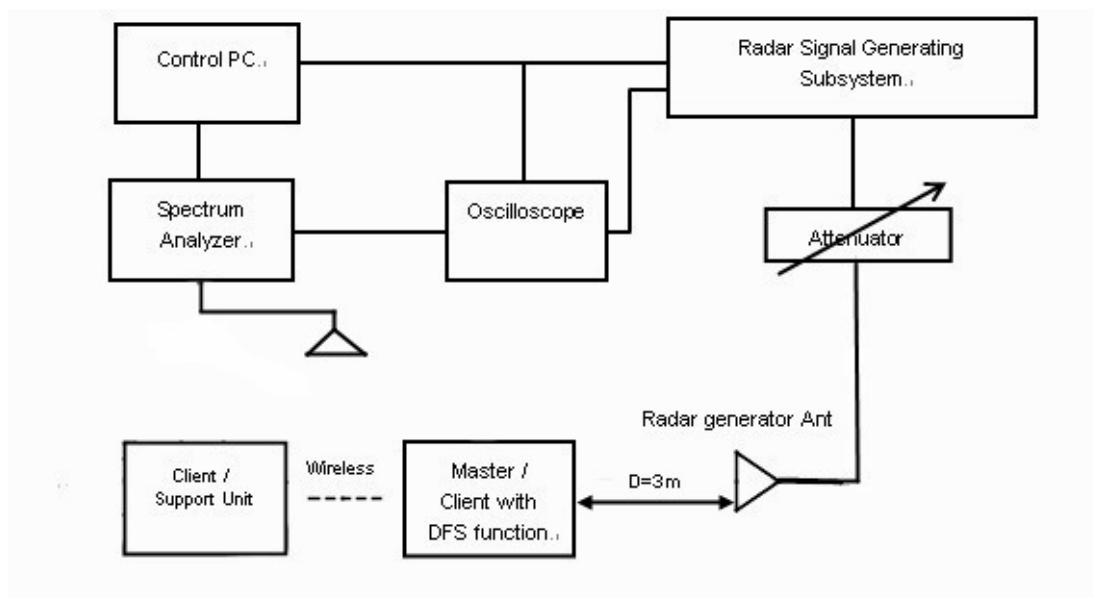 Control PC.
Radar Signal Generating
Subsystem.
Spectrum
Analyzer.
Oscilloscope
Attenuator
Radar generator Ant
Client /
Support Unit
Wireless
Master /
Client with
DFS function.
D=3m